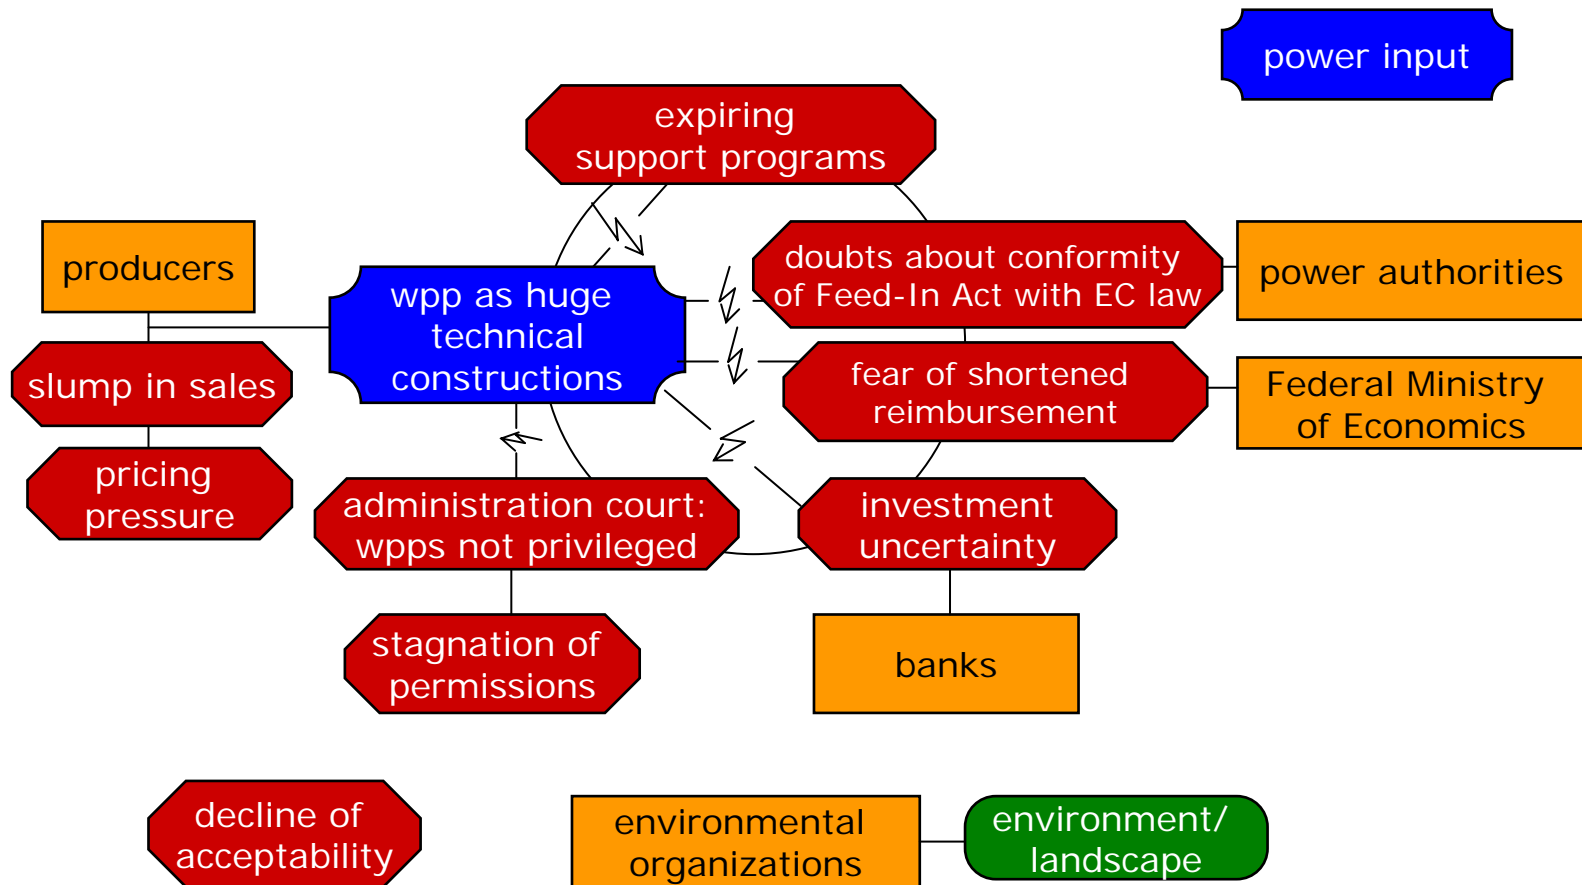 power input
expiring
support programs
producers
doubts about conformity
of Feed-In Act with EC law
power authorities
wpp as huge
technical
constructions
slump in sales
fear of shortened
reimbursement
Federal Ministry
of Economics
pricing
pressure
administration court:
wpps not privileged
investment
uncertainty
stagnation of
permissions
banks
decline of
acceptability
environmental
organizations
environment/
landscape